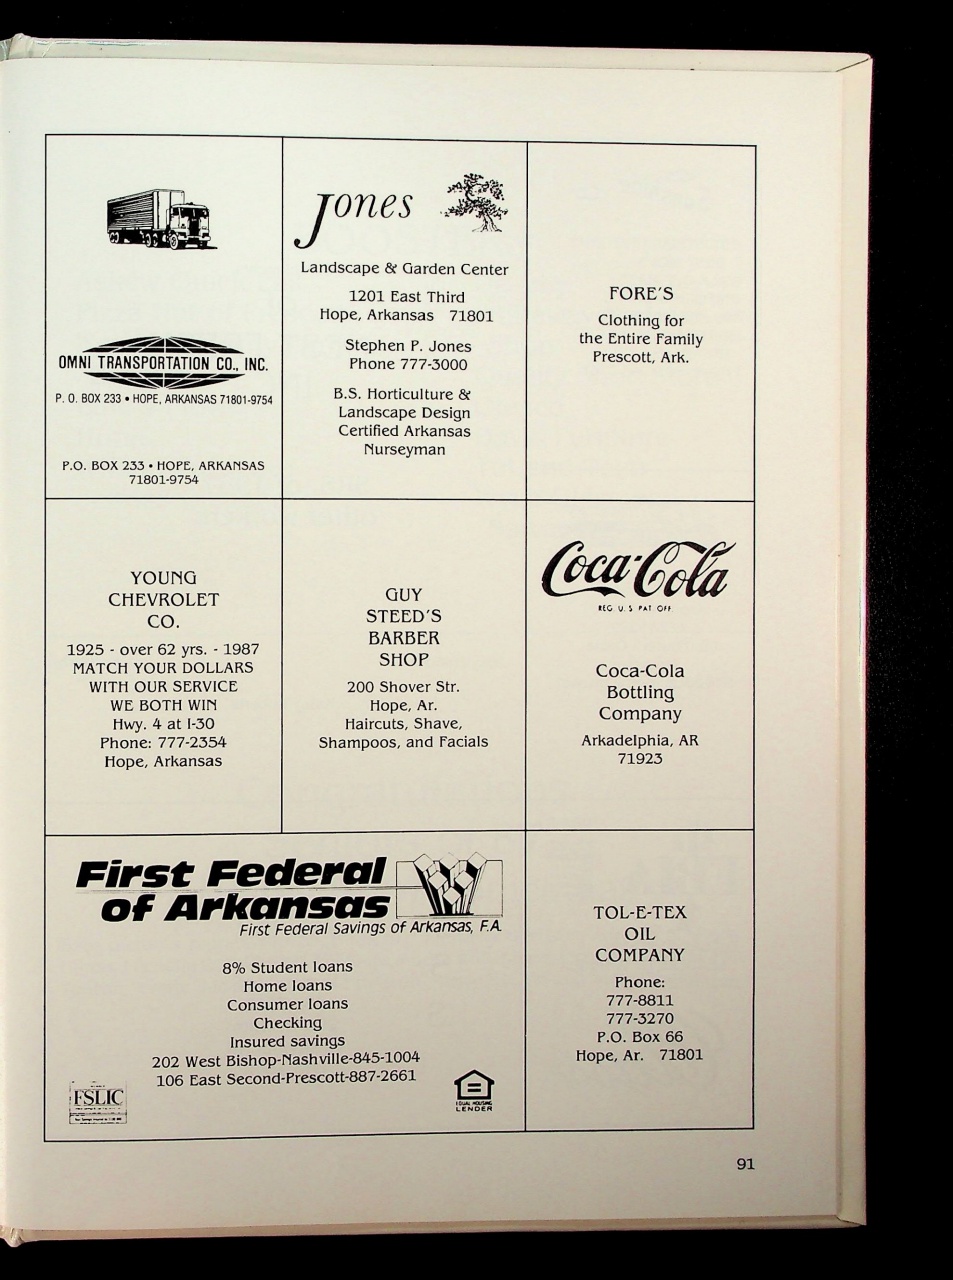 OMNI TRANSPORTATION CO., INC.
P. O. BOX 233 • HOPE, ARKANSAS 71801-9754
P.O. BOX 233 • HOPE, ARKANSAS
71801-9754
Jones
Landscape & Garden Center
1201 East Third
Hope, Arkansas 71801
Stephen P. Jones
Phone 777-3000
B.S. Horticulture &
Landscape Design
Certified Arkansas
Nurseyman
FORE'S
Clothing for
the Entire Family
Prescott, Ark.
YOUNG
CHEVROLET
CO.
1925 - over 62 yrs. - 1987
MATCH YOUR DOLLARS
WITH OUR SERVICE
WE BOTH WIN
Hwy. 4 at I-30
Phone: 777-2354
Hope, Arkansas
GUY
STEED'S
BARBER
SHOP
200 Shover Str.
Hope, Ar.
Haircuts, Shave,
Shampoos, and Facials
Coca-Cola
REG. U.S. PAT. OFF.
Coca-Cola
Bottling
Company
Arkadelphia, AR
71923
First Federal
of Arkansas
First Federal Savings of Arkansas, F.A.
8% Student loans
Home loans
Consumer loans
Checking
Insured savings
202 West Bishop-Nashville-845-1004
106 East Second-Prescott-887-2661
FSLIC
EQUAL HOUSING
LENDER
TOL-E-TEX
OIL
COMPANY
Phone:
777-8811
777-3270
P.O. Box 66
Hope, Ar. 71801
91